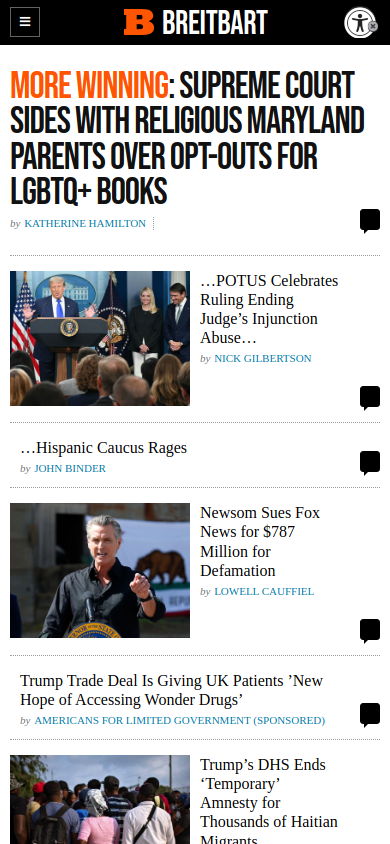 BREITBART
MORE WINNING: SUPREME COURT
SIDES WITH RELIGIOUS MARYLAND
PARENTS OVER OPT-OUTS FOR
LGBTQ+ BOOKS
by KATHERINE HAMILTON
…POTUS Celebrates
Ruling Ending
Judge’s Injunction
Abuse…
by NICK GILBERTSON
…Hispanic Caucus Rages
by JOHN BINDER
Newsom Sues Fox
News for $787
Million for
Defamation
by LOWELL CAUFFIEL
Trump Trade Deal Is Giving UK Patients ’New
Hope of Accessing Wonder Drugs’
by AMERICANS FOR LIMITED GOVERNMENT (SPONSORED)
Trump’s DHS Ends
‘Temporary’
Amnesty for
Thousands of Haitian
Migrants